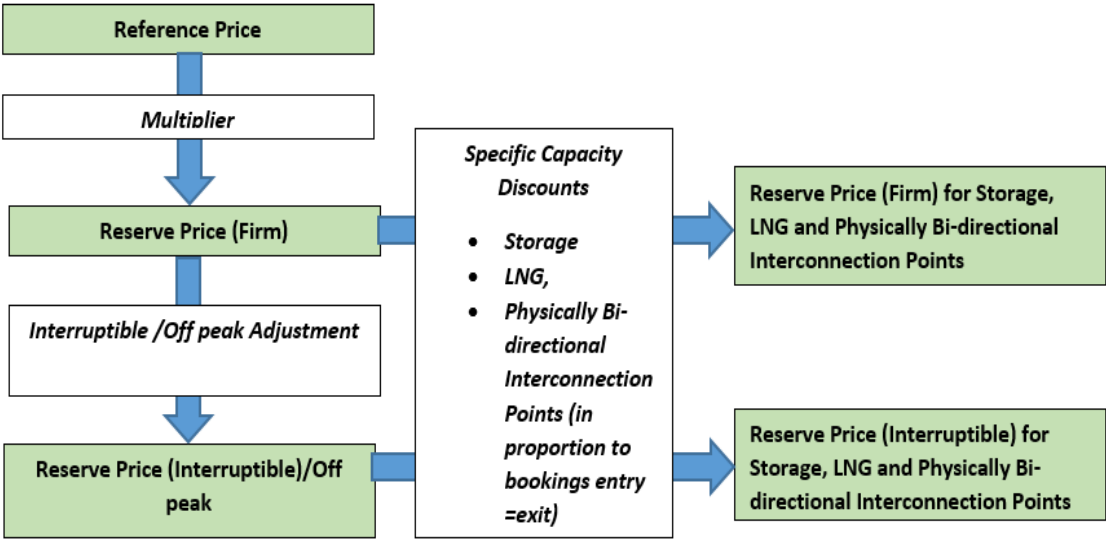 Reference Price
Multiplier
Reserve Price (Firm)
Interruptible /Off peak Adjustment
Reserve Price (Interruptible)/Off
peak
Specific Capacity
Discounts
• Storage
• LNG,
• Physically Bi-
directional
Interconnection
Points (in
proportion to
bookings entry
=exit)
Reserve Price (Firm) for Storage,
LNG and Physically Bi-directional
Interconnection Points
Reserve Price (Interruptible) for
Storage, LNG and Physically Bi-
directional Interconnection Points